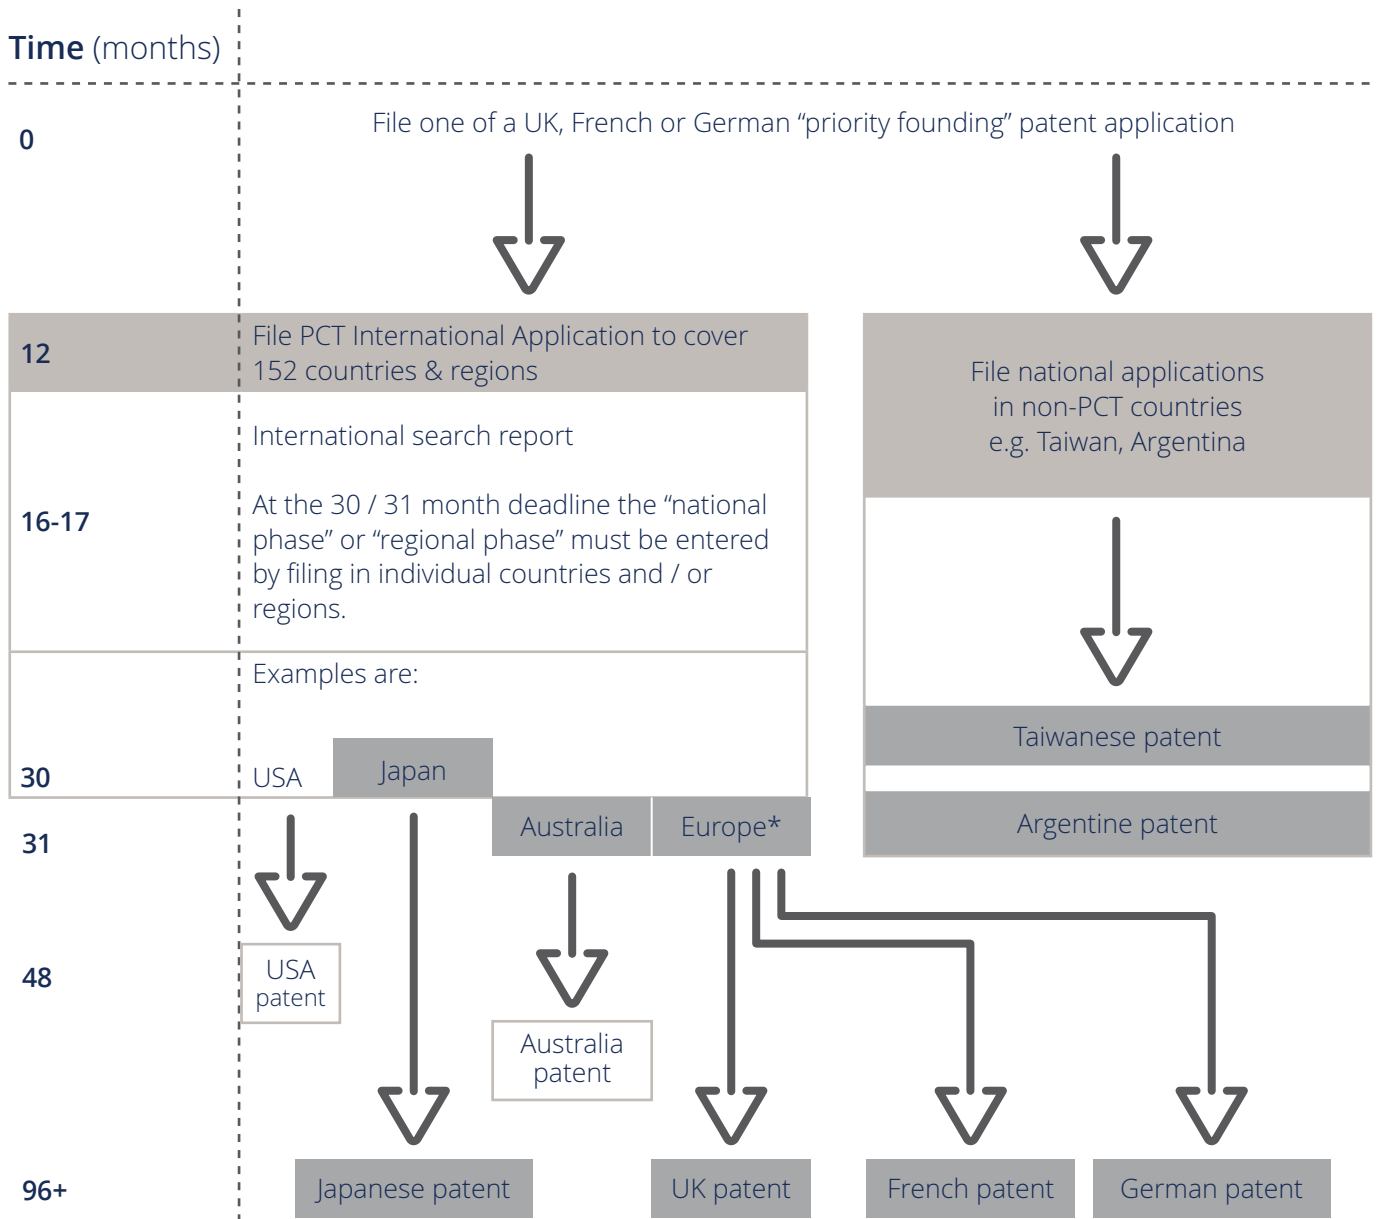 Time (months)
0
File one of a UK, French or German “priority founding” patent application
12
File PCT International Application to cover
152 countries & regions
File national applications
in non-PCT countries
e.g. Taiwan, Argentina
16-17
International search report
At the 30 / 31 month deadline the “national
phase” or “regional phase” must be entered
by filing in individual countries and / or
regions.
Examples are:
30
USA
Japan
Taiwanese patent
31
Australia
Europe*
Argentine patent
48
USA
patent
Australia
patent
96+
Japanese patent
UK patent
French patent
German patent